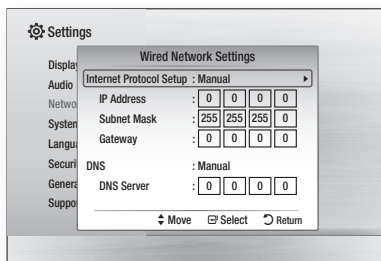 Settings
Wired Network Settings
Internet Protocol Setup : Manual
IP Address : 0 0 0 0
Subnet Mask : 255 255 255 0
Gateway : 0 0 0 0
DNS : Manual
DNS Server : 0 0 0 0
Move Select Return
Audio